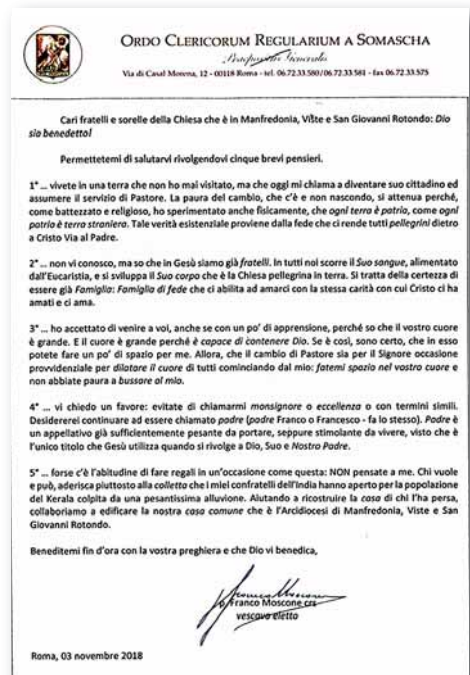 ORDO CLERICORUM REGULARIUM A SOMASCHA
Praepositus Generalis
Via di Casal Morena, 12 - 00118 Roma - tel. 06.72.33.580/06.72.33.581 - fax 06.72.33.575
Cari fratelli e sorelle della Chiesa che è in Manfredonia, Viste e San Giovanni Rotondo: Dio
sia benedetto!
Permettetemi di salutarvi rivolgendovi cinque brevi pensieri.
1° ... vivete in una terra che non ho mai visitato, ma che oggi mi chiama a diventare suo cittadino ed
assumere il servizio di Pastore. La paura del cambio, che c'è e non nascondo, si attenua perché,
come battezzato e religioso, ho sperimentato anche fisicamente, che ogni terra è patria, come ogni
patria è terra straniera. Tale verità esistenziale proviene dalla fede che ci rende tutti pellegrini dietro
a Cristo Via al Padre.
2° ... non vi conosco, ma so che in Gesù siamo già fratelli. In tutti noi scorre il Suo sangue, alimentato
dall'Eucaristia, e si sviluppa il Suo corpo che è la Chiesa pellegrina in terra. Si tratta della certezza di
essere già Famiglia: Famiglia di fede che ci abilita ad amarci con la stessa carità con cui Cristo ci ha
amati e ci ama.
3° ... ho accettato di venire a voi, anche se con un po' di apprensione, perché so che il vostro cuore
è grande. E il cuore è grande perché è capace di contenere Dio. Se è così, sono certo, che in esso
potete fare un po' di spazio per me. Allora, che il cambio di Pastore sia per il Signore occasione
provvidenziale per dilatare il cuore di tutti cominciando dal mio: fatemi spazio nel vostro cuore e
non abbiate paura a bussare al mio.
4° ... vi chiedo un favore: evitate di chiamarmi monsignore o eccellenza o con termini simili.
Desidererei continuare ad essere chiamato padre (padre Franco o Francesco - fa lo stesso). Padre è
un appellativo già sufficientemente pesante da portare, seppure stimolante da vivere, visto che è
l'unico titolo che Gesù utilizza quando si rivolge a Dio, Suo e Nostro Padre.
5° ... forse c'è l'abitudine di fare regali in un'occasione come questa: NON pensate a me. Chi vuole
e può, aderisca piuttosto alla colletta che i miei confratelli dell'India hanno aperto per la popolazione
del Kerala colpita da una pesantissima alluvione. Aiutando a ricostruire la casa di chi l'ha persa,
collaboriamo a edificare la nostra casa comune che è l'Arcidiocesi di Manfredonia, Viste e San
Giovanni Rotondo.
Beneditemi fin d'ora con la vostra preghiera e che Dio vi benedica,
Franco Moscone crs
vescovo eletto
Roma, 03 novembre 2018